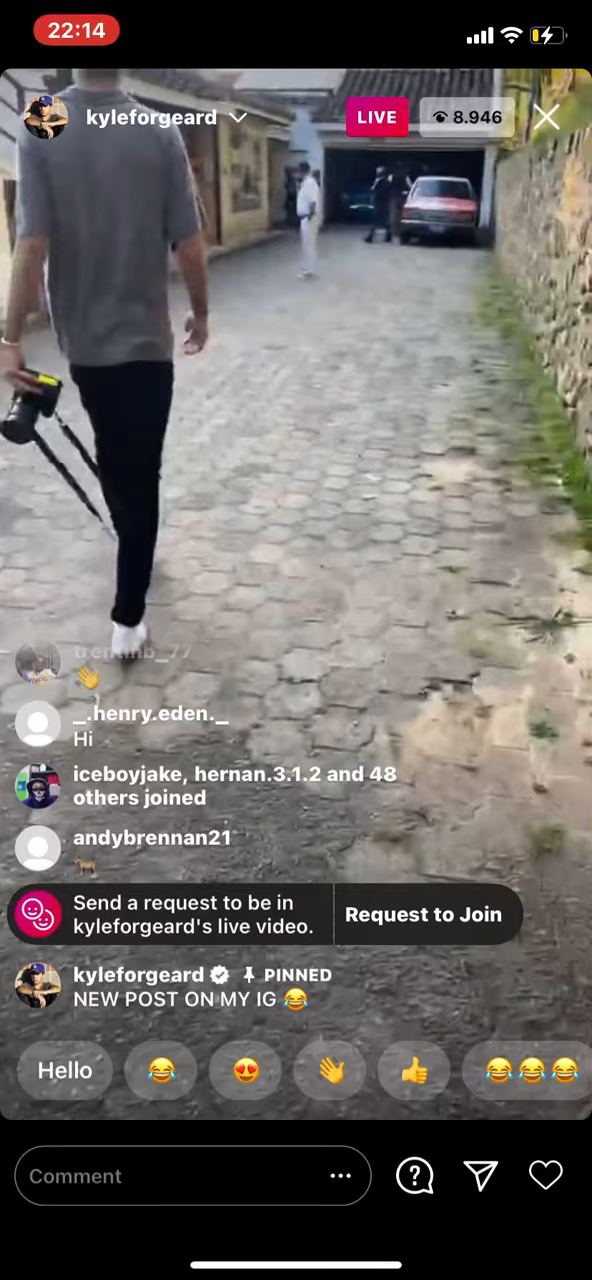 22:14
kyleforgeard
LIVE
8.946
trentinb_77
👋
_.henry.eden._
Hi
iceboyjake, hernan.3.1.2 and 48
others joined
andybrennan21
Send a request to be in
kyleforgeard's live video.
Request to Join
kyleforgeard PINNED
NEW POST ON MY IG 😂
Hello 😂 😍 👋 👍 😂😂😂
Comment